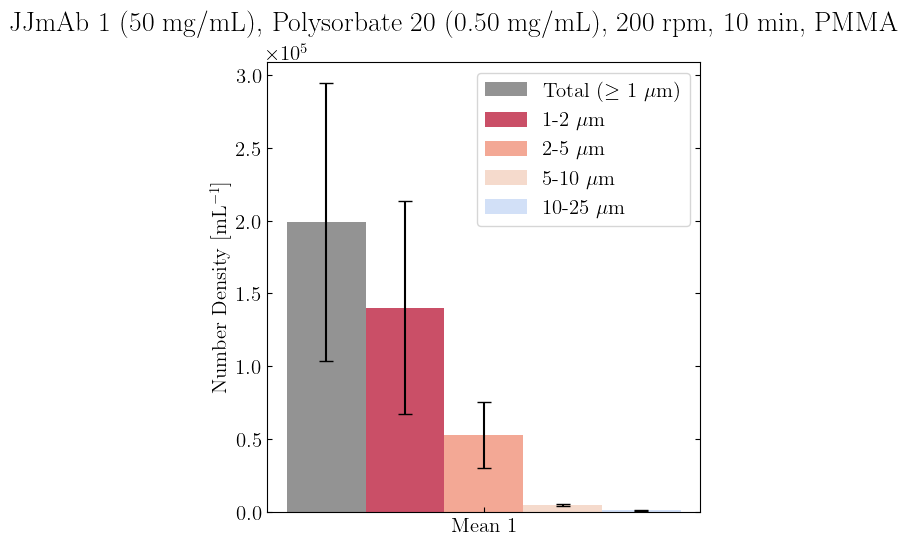 JJmAb 1 (50 mg/mL), Polysorbate 20 (0.50 mg/mL), 200 rpm, 10 min, PMMA
×10⁵
3.0
2.5
2.0
1.5
1.0
0.5
0.0
Number Density [mL⁻¹]
Total (≥ 1 μm)
1-2 μm
2-5 μm
5-10 μm
10-25 μm
Mean 1